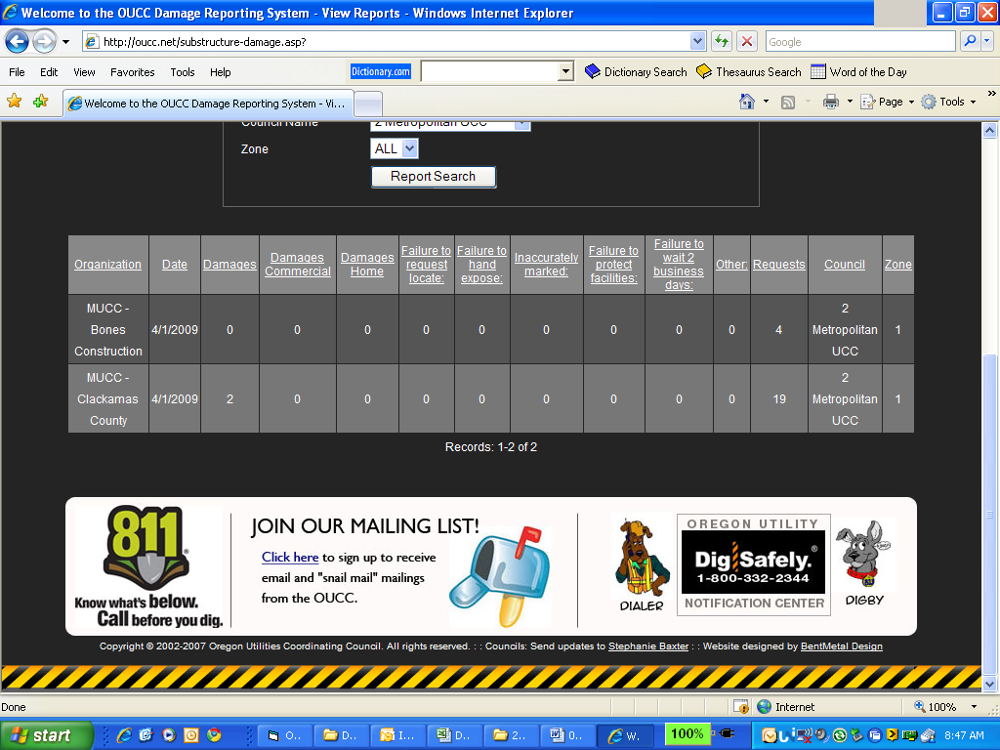 Welcome to the OUCC Damage Reporting System - View Reports - Windows Internet Explorer
http://oucc.net/substructure-damage.asp?
Google
File Edit View Favorites Tools Help
Dictionary.com
Dictionary Search Thesaurus Search Word of the Day
Welcome to the OUCC Damage Reporting System - Vi...
Page Tools
Council Name 2 Metropolitan UCC
Zone ALL
Report Search
Organization Date Damages Damages Commercial Damages Home Failure to request locate: Failure to hand expose: Inaccurately marked: Failure to protect facilities: Failure to wait 2 business days: Other: Requests Council Zone
MUCC - Bones Construction 4/1/2009 0 0 0 0 0 0 0 0 0 4 2 Metropolitan UCC 1
MUCC - Clackamas County 4/1/2009 2 0 0 0 0 0 0 0 0 19 2 Metropolitan UCC 1
Records: 1-2 of 2
811
Know what's below.
Call before you dig.
JOIN OUR MAILING LIST!
Click here to sign up to receive
email and "snail mail" mailings
from the OUCC.
DIALER
OREGON UTILITY
Dig Safely.®
1-800-332-2344
NOTIFICATION CENTER
DIGBY
Copyright © 2002-2007 Oregon Utilities Coordinating Council. All rights reserved. : : Councils: Send updates to Stephanie Baxter : : Website designed by BentMetal Design
Done
Internet
100%
start
O...
D...
I...
D...
2...
0...
W...
100%
8:47 AM